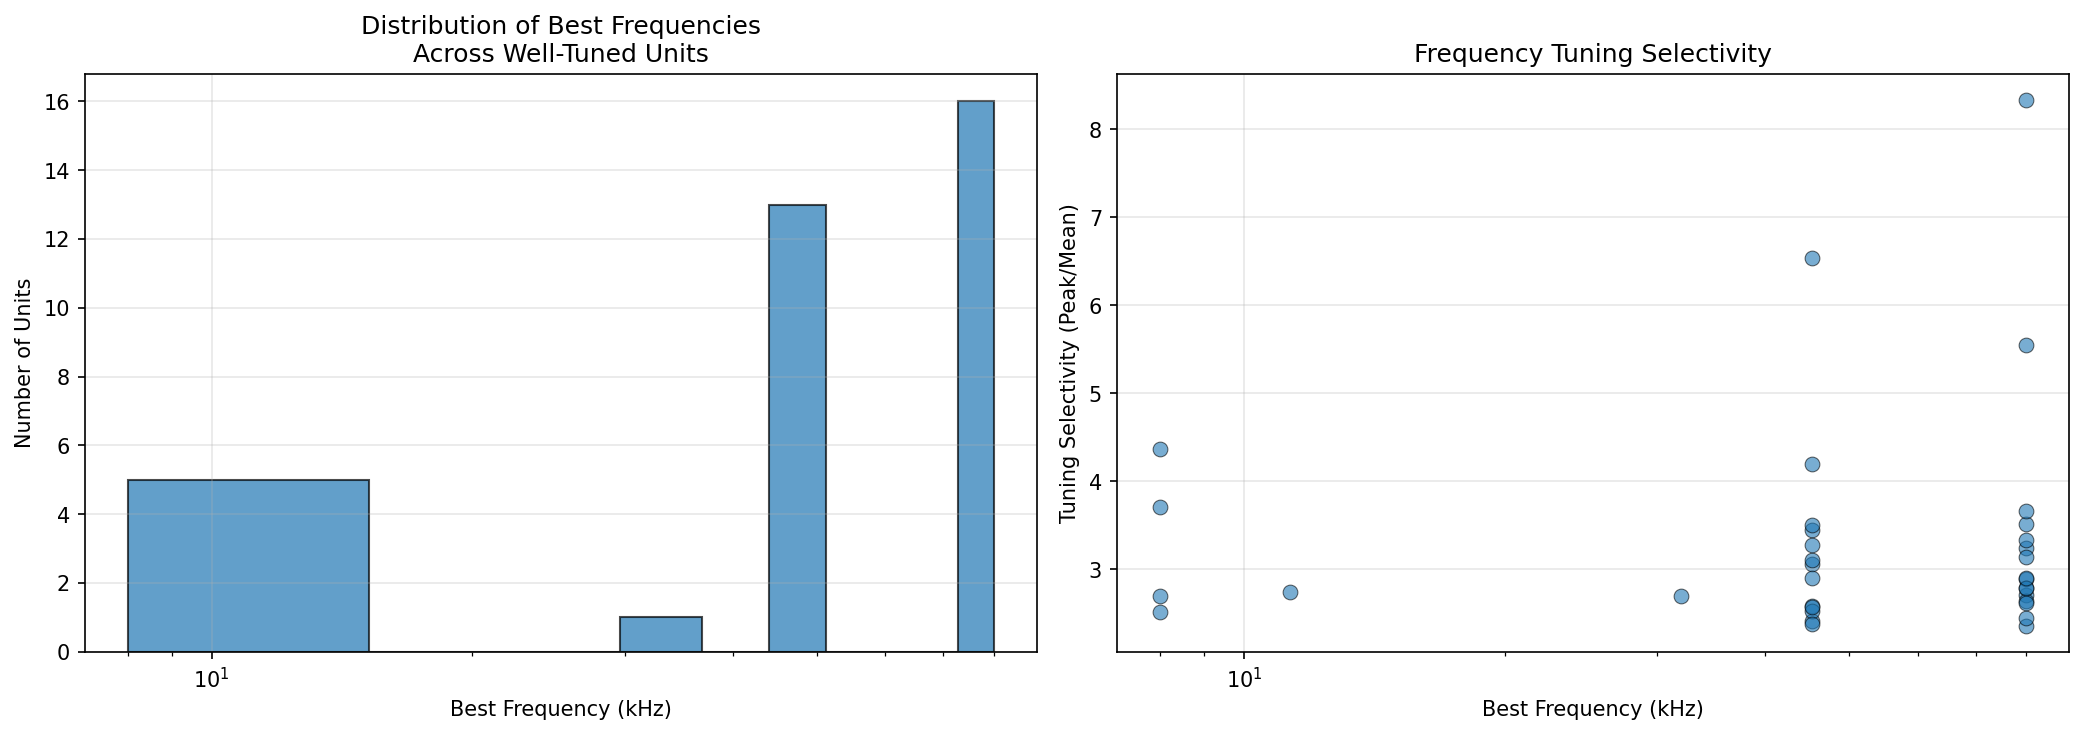 Distribution of Best Frequencies
Across Well-Tuned Units
Number of Units
16
14
12
10
8
6
4
2
0
10¹
Best Frequency (kHz)
Frequency Tuning Selectivity
Tuning Selectivity (Peak/Mean)
8
7
6
5
4
3
10¹
Best Frequency (kHz)